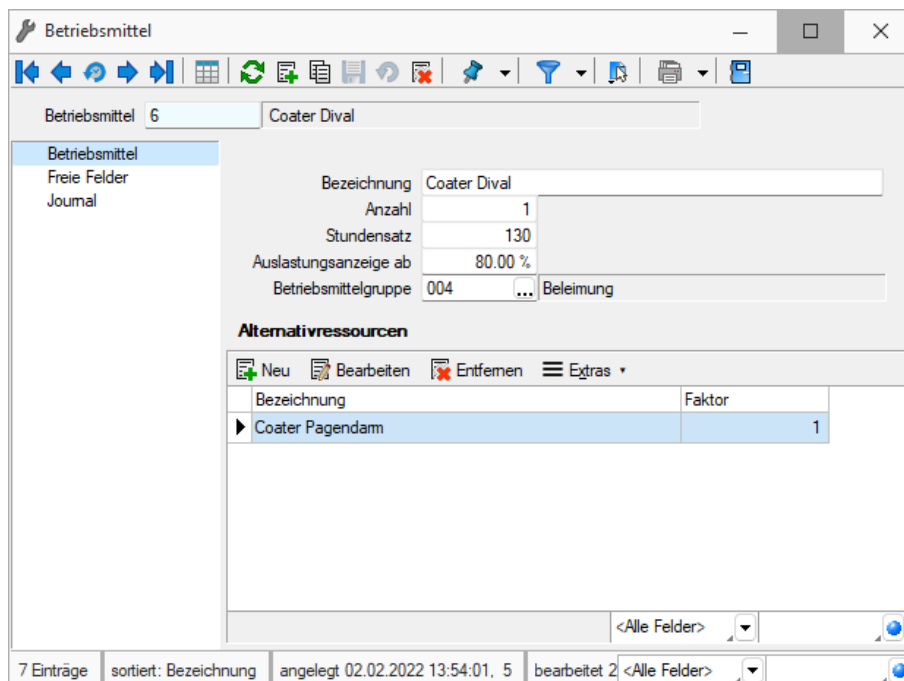 Betriebsmittel
Betriebsmittel 6 Coater Dival
Betriebsmittel
Freie Felder
Journal
Bezeichnung Coater Dival
Anzahl 1
Stundensatz 130
Auslastungsanzeige ab 80.00 %
Betriebsmittelgruppe 004 ... Beleimung
Alternativressourcen
Neu Bearbeiten Entfernen Extras
Bezeichnung Faktor
Coater Pagendarm 1
<Alle Felder>
7 Einträge sortiert: Bezeichnung angelegt 02.02.2022 13:54:01, 5 bearbeitet 2 <Alle Felder>